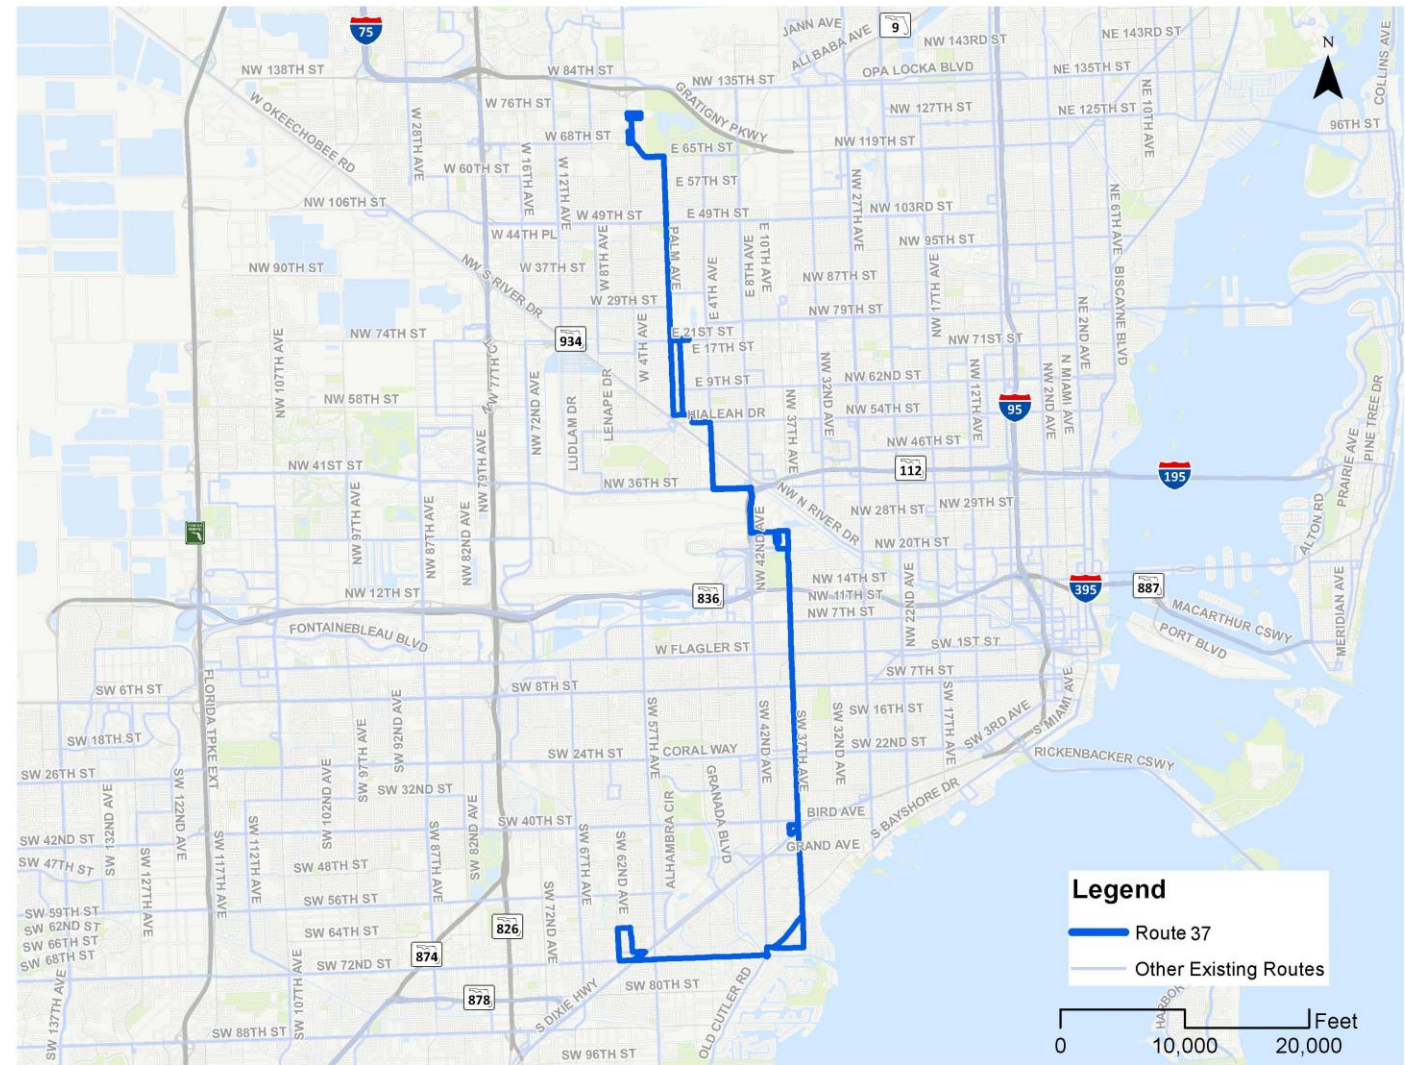 75
JANN AVE
ALI BABA AVE
9
NW 143RD ST
NE 143RD ST
COLLINS AVE
N
NW 138TH ST
W 84TH ST
NW 135TH ST
OPA LOCKA BLVD
NE 135TH ST
GRATIGNY PKWY
W OKEECHOBEE RD
W 76TH ST
NW 127TH ST
NE 125TH ST
NE 10TH AVE
96TH ST
W 28TH AVE
W 68TH ST
E 65TH ST
NW 119TH ST
W 60TH ST
W 16TH AVE
W 12TH AVE
E 57TH ST
NW 27TH AVE
NE 6TH AVE
NW 106TH ST
W 49TH ST
E 49TH ST
NW 103RD ST
W 44TH PL
W 8TH AVE
PALM AVE
E 10TH AVE
E 8TH AVE
NW 95TH ST
NW 90TH ST
NW S RIVER DR
W 37TH ST
E 4TH AVE
NW 87TH ST
NW 17TH AVE
BISCAYNE BLVD
W 29TH ST
NW 79TH ST
NE 2ND AVE
NW 74TH ST
934
W 4TH AVE
E 21ST ST
E 17TH ST
NW 71ST ST
NW 107TH AVE
NW 72ND AVE
LUDLAM DR
LENAPE DR
E 9TH ST
NW 32ND AVE
NW 62ND ST
NW 12TH AVE
NW 2ND AVE
N MIAMI AVE
PINE TREE DR
PRAIRIE AVE
NW 58TH ST
HIALEAH DR
NW 37TH AVE
NW 54TH ST
95
NW 79TH AVE
NW 46TH ST
NW 41ST ST
NW 36TH ST
112
195
NW 97TH AVE
NW 87TH AVE
NW 82ND AVE
NW N RIVER DR
NW 28TH ST
NW 29TH ST
ALTON RD
NW 42ND AVE
NW 20TH ST
NW 12TH ST
836
NW 14TH ST
NW 11TH ST
NW 7TH ST
NW 22ND AVE
395
887
MACARTHUR CSWY
PORT BLVD
MERIDIAN AVE
FONTAINEBLEAU BLVD
W FLAGLER ST
SW 1ST ST
SW 7TH ST
SW 6TH ST
FLORIDA TPKE EXT
SW 92ND AVE
SW 8TH ST
SW 57TH AVE
SW 42ND AVE
SW 37TH AVE
SW 32ND AVE
SW 16TH ST
SW 17TH AVE
SW 3RD AVE
S MIAMI AVE
SW 18TH ST
SW 97TH AVE
SW 24TH ST
CORAL WAY
SW 22ND ST
RICKENBACKER CSWY
SW 26TH ST
SW 132ND AVE
SW 122ND AVE
SW 102ND AVE
SW 32ND ST
GRANADA BLVD
ALHAMBRA CIR
S BAYSHORE DR
SW 42ND ST
SW 40TH ST
BIRD AVE
SW 47TH ST
SW 127TH AVE
SW 117TH AVE
SW 112TH AVE
SW 48TH ST
SW 87TH AVE
SW 82ND AVE
SW 67TH AVE
SW 62ND AVE
GRAND AVE
Legend
SW 59TH ST
SW 62ND ST
SW 66TH ST
SW 68TH ST
SW 56TH ST
SW 64TH ST
826
SW 72ND AVE
Route 37
874
SW 72ND ST
Other Existing Routes
SW 137TH AVE
SW 107TH AVE
878
SW 80TH ST
S DIXIE HWY
OLD CUTLER RD
SW 88TH ST
SW 96TH ST
Feet
0 10,000 20,000